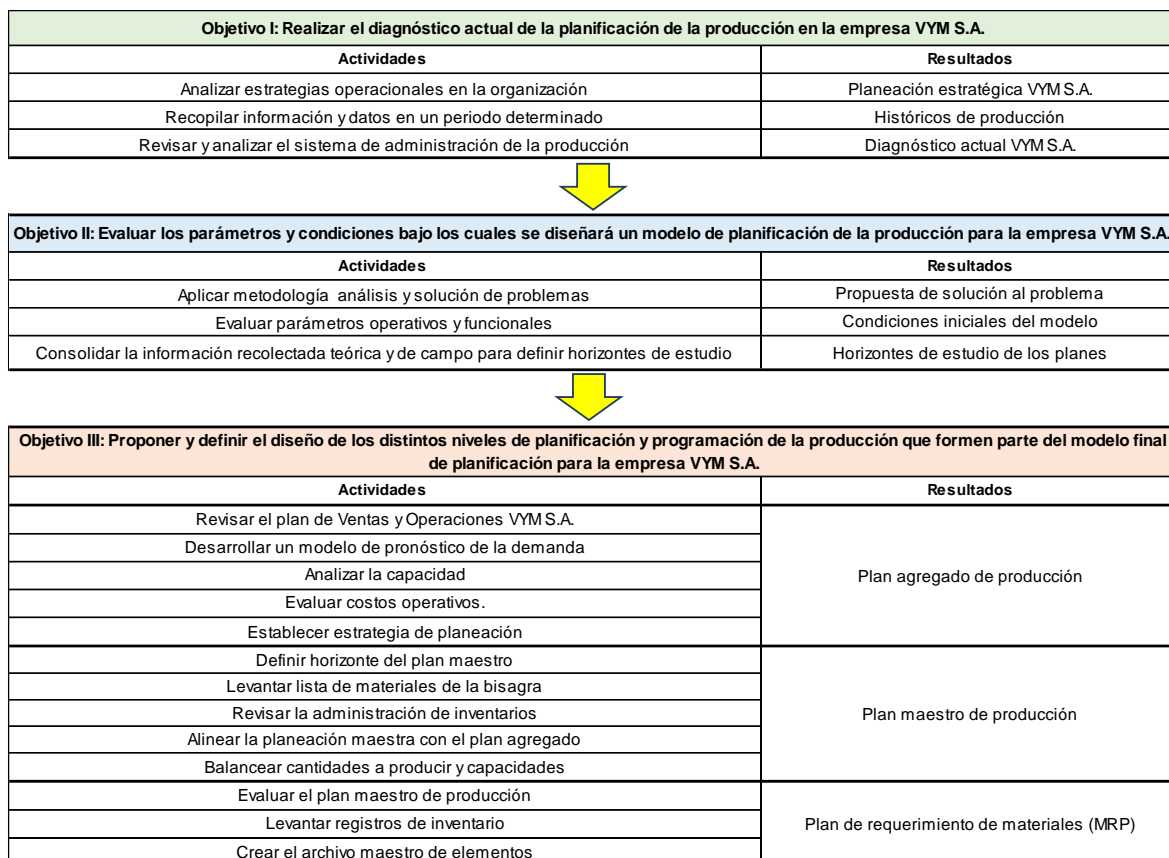 Objetivo I: Realizar el diagnóstico actual de la planificación de la producción en la empresa VYM S.A.
Actividades Resultados
Analizar estrategias operacionales en la organización Planeación estratégica VYM S.A.
Recopilar información y datos en un periodo determinado Históricos de producción
Revisar y analizar el sistema de administración de la producción Diagnóstico actual VYM S.A.
Objetivo II: Evaluar los parámetros y condiciones bajo los cuales se diseñará un modelo de planificación de la producción para la empresa VYM S.A.
Actividades Resultados
Aplicar metodología análisis y solución de problemas Propuesta de solución al problema
Evaluar parámetros operativos y funcionales Condiciones iniciales del modelo
Consolidar la información recolectada teórica y de campo para definir horizontes de estudio Horizontes de estudio de los planes
Objetivo III: Proponer y definir el diseño de los distintos niveles de planificación y programación de la producción que formen parte del modelo final
de planificación para la empresa VYM S.A.
Actividades Resultados
Revisar el plan de Ventas y Operaciones VYM S.A.
Desarrollar un modelo de pronóstico de la demanda
Analizar la capacidad
Evaluar costos operativos.
Establecer estrategia de planeación
Plan agregado de producción
Definir horizonte del plan maestro
Levantar lista de materiales de la bisagra
Revisar la administración de inventarios
Alinear la planeación maestra con el plan agregado
Balancear cantidades a producir y capacidades
Plan maestro de producción
Evaluar el plan maestro de producción
Levantar registros de inventario
Crear el archivo maestro de elementos
Plan de requerimiento de materiales (MRP)